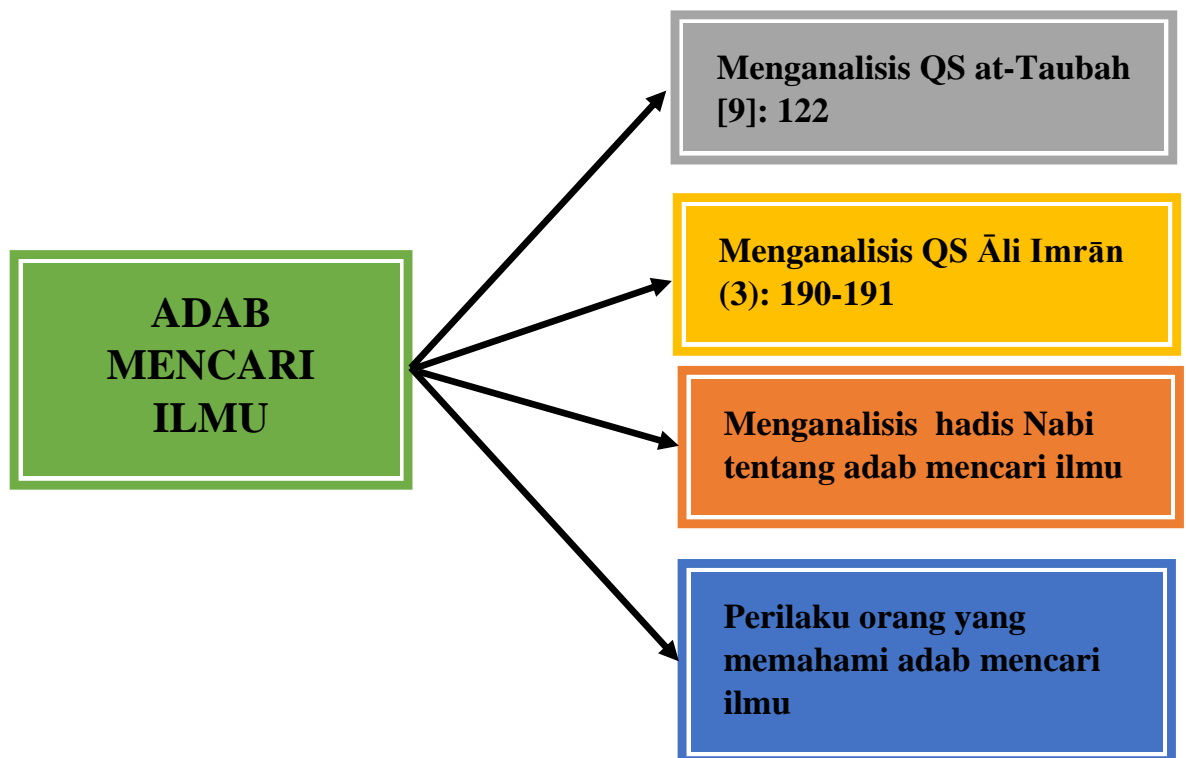 ADAB
MENCARI
ILMU
Menganalisis QS at-Taubah
[9]: 122
Menganalisis QS Āli Imrān
(3): 190-191
Menganalisis hadis Nabi
tentang adab mencari ilmu
Perilaku orang yang
memahami adab mencari
ilmu